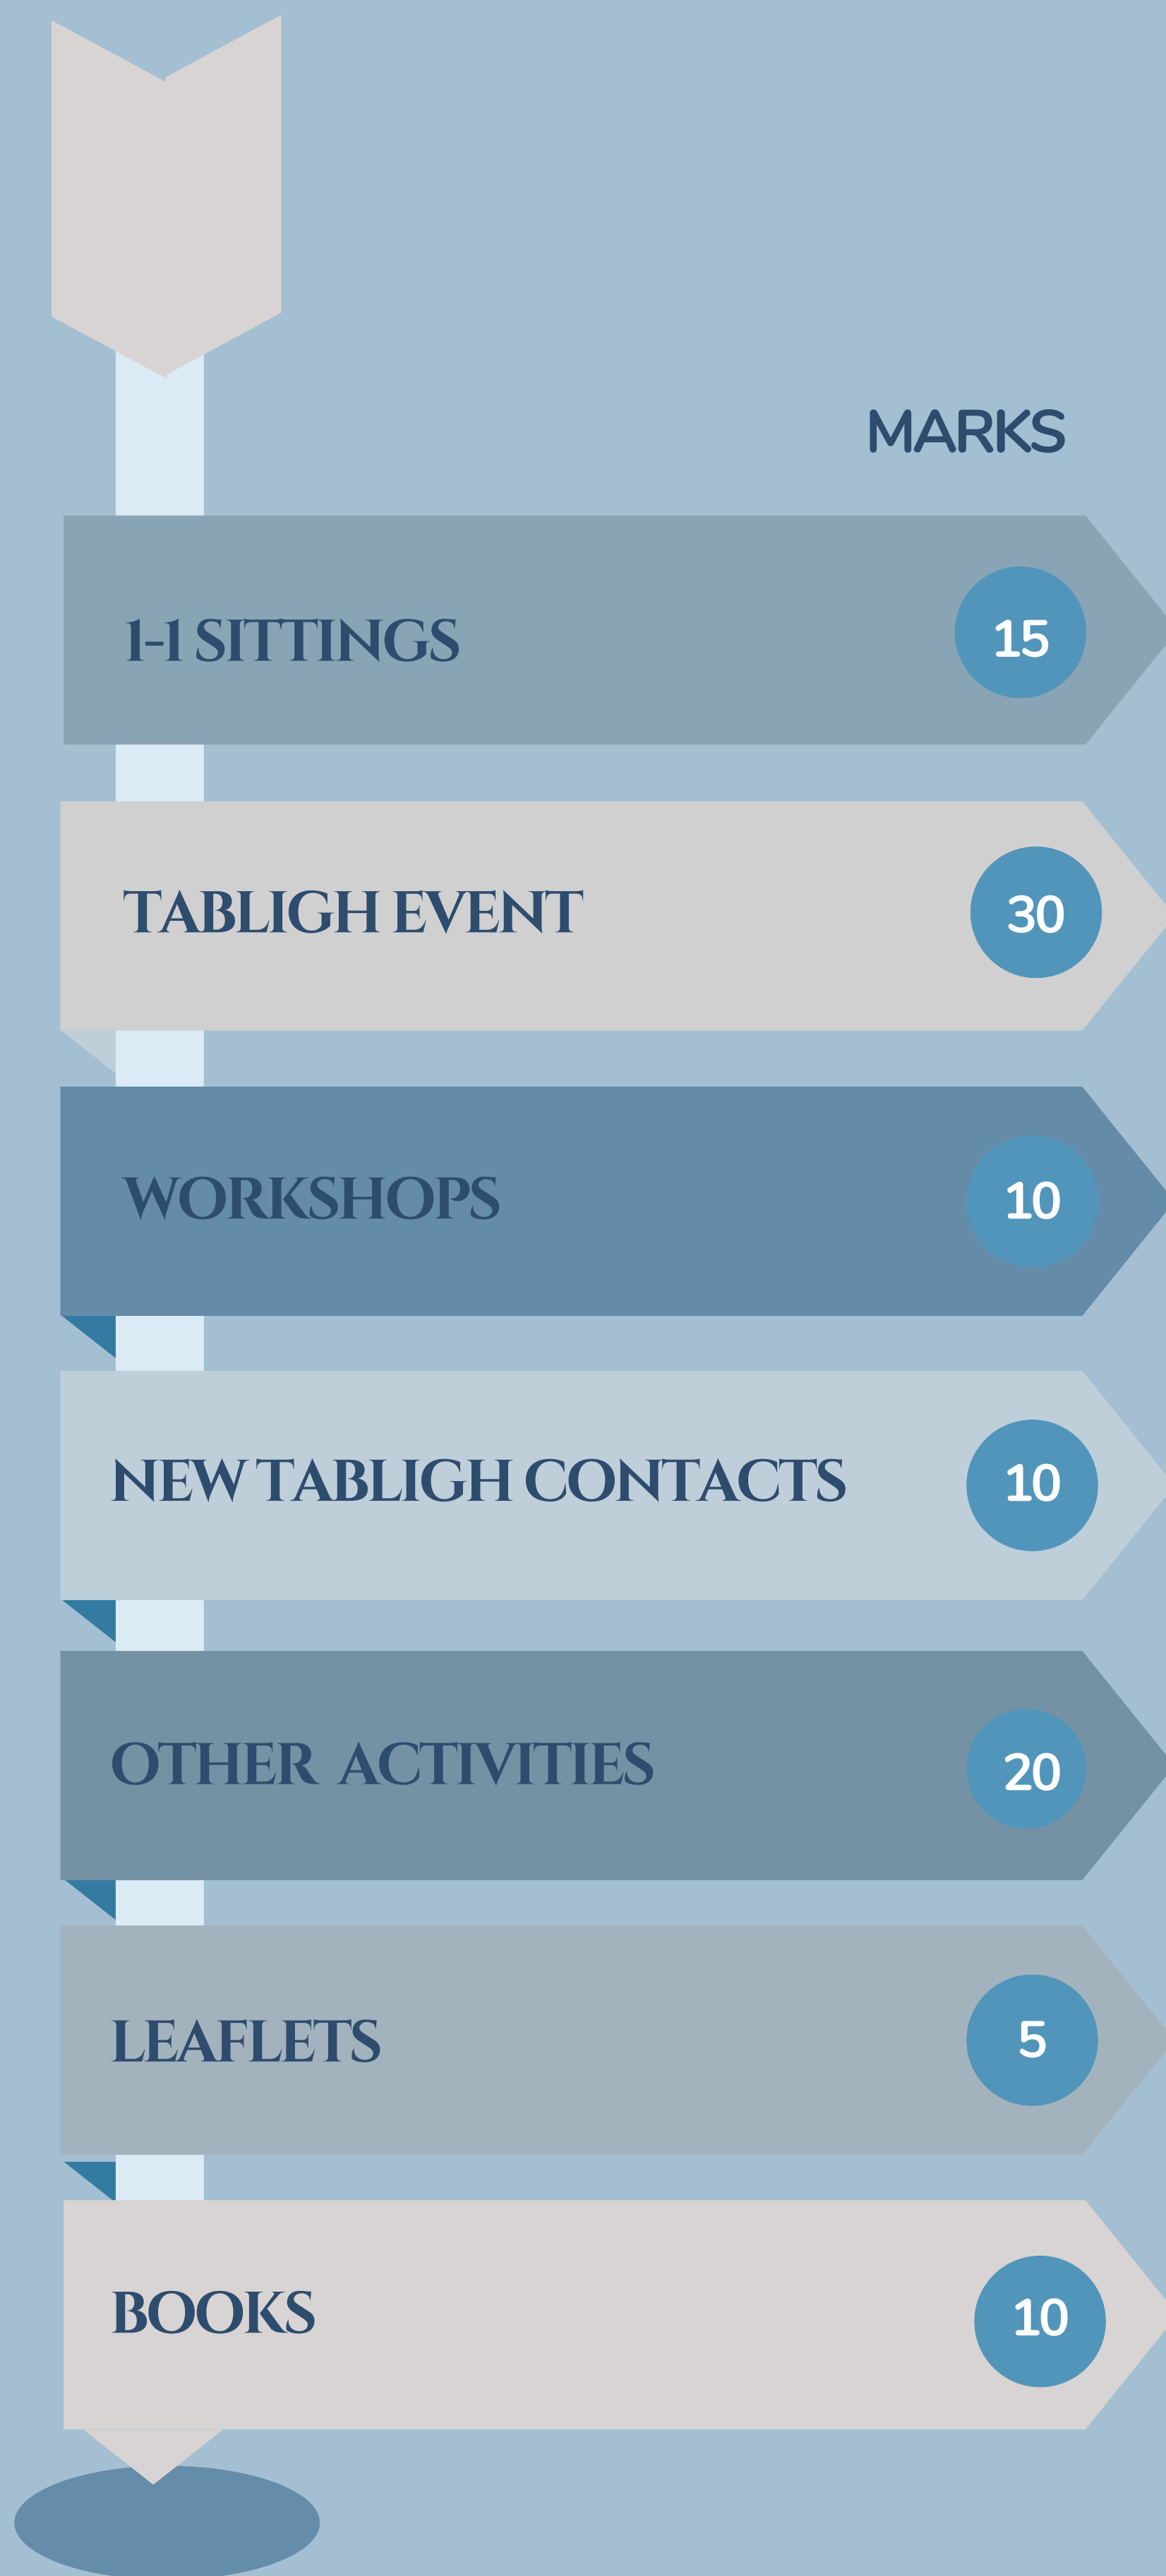 MARKS
1-1 SITTINGS 15
TABLIGH EVENT 30
WORKSHOPS 10
NEW TABLIGH CONTACTS 10
OTHER ACTIVITIES 20
LEAFLETS 5
BOOKS 10